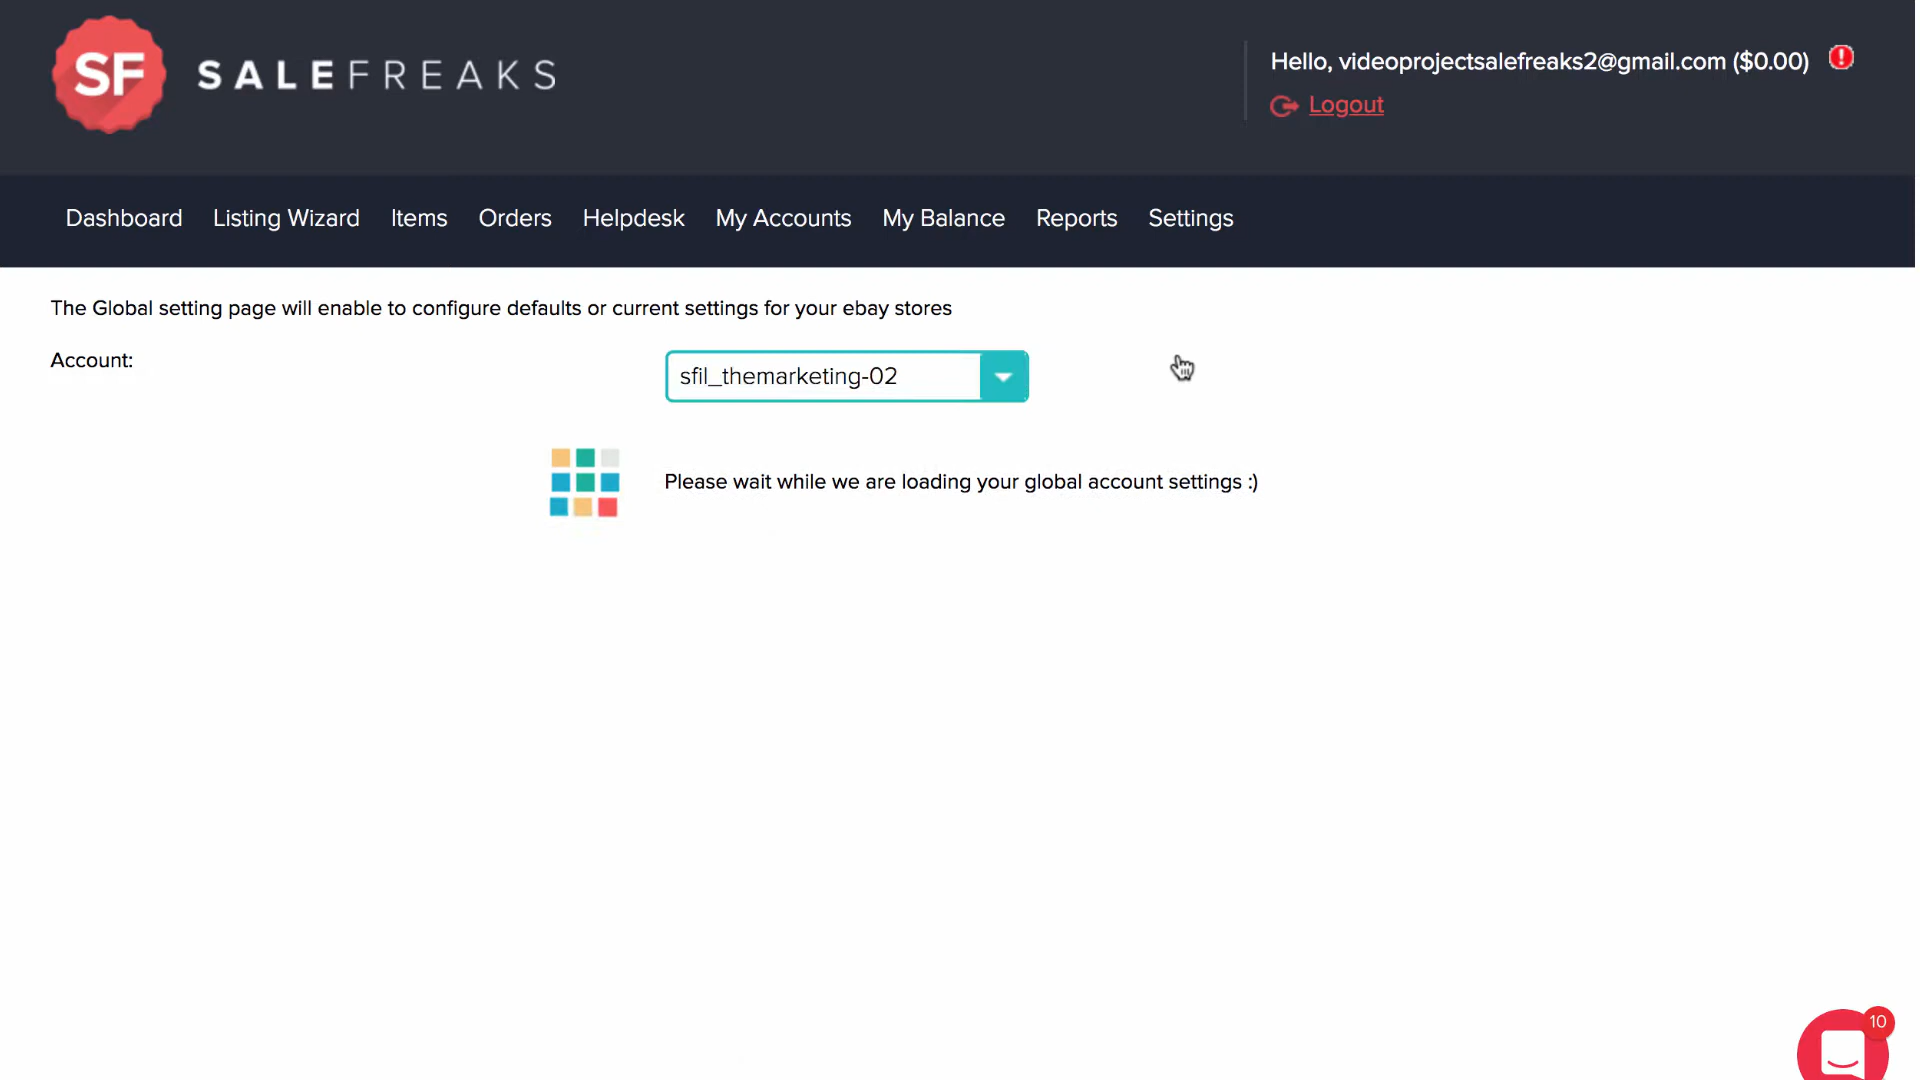 SF
SALEFREAKS
Hello, videoprojectsalefreaks2@gmail.com ($0.00)
Logout
Dashboard Listing Wizard Items Orders Helpdesk My Accounts My Balance Reports Settings
The Global setting page will enable to configure defaults or current settings for your ebay stores
Account:
sfil_themarketing-02
Please wait while we are loading your global account settings :)
10